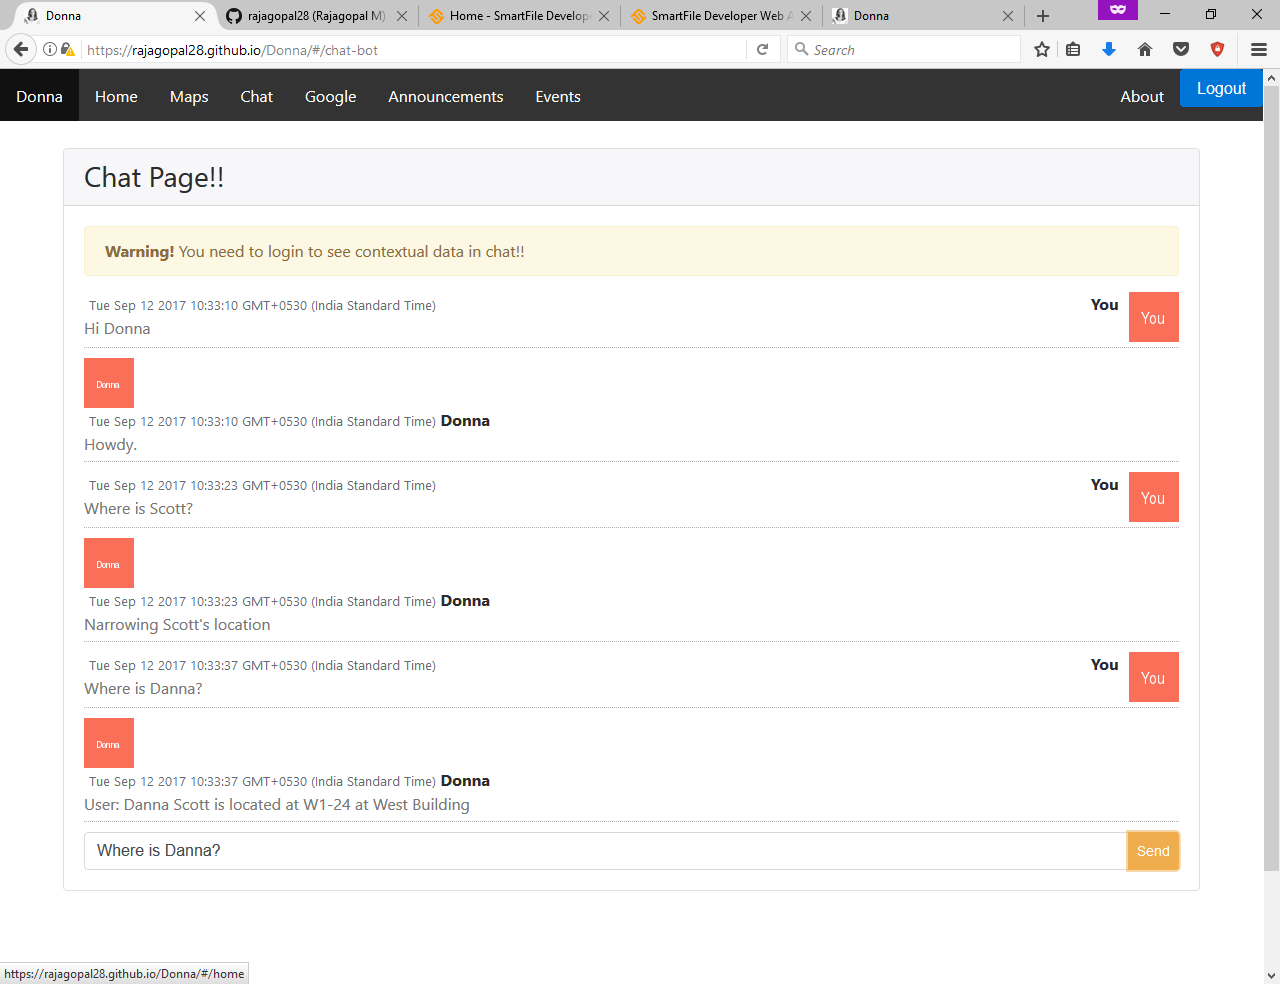 Donna
rajagopal28 (Rajagopal M)
Home - SmartFile Develope
SmartFile Developer Web A
Donna
https://rajagopal28.github.io/Donna/#/chat-bot
Search
Donna Home Maps Chat Google Announcements Events About Logout
Chat Page!!
Warning! You need to login to see contextual data in chat!!
Tue Sep 12 2017 10:33:10 GMT+0530 (India Standard Time) You You
Hi Donna
Donna
Tue Sep 12 2017 10:33:10 GMT+0530 (India Standard Time) Donna
Howdy.
Tue Sep 12 2017 10:33:23 GMT+0530 (India Standard Time) You You
Where is Scott?
Donna
Tue Sep 12 2017 10:33:23 GMT+0530 (India Standard Time) Donna
Narrowing Scott's location
Tue Sep 12 2017 10:33:37 GMT+0530 (India Standard Time) You You
Where is Danna?
Donna
Tue Sep 12 2017 10:33:37 GMT+0530 (India Standard Time) Donna
User: Danna Scott is located at W1-24 at West Building
Where is Danna? Send
https://rajagopal28.github.io/Donna/#/home